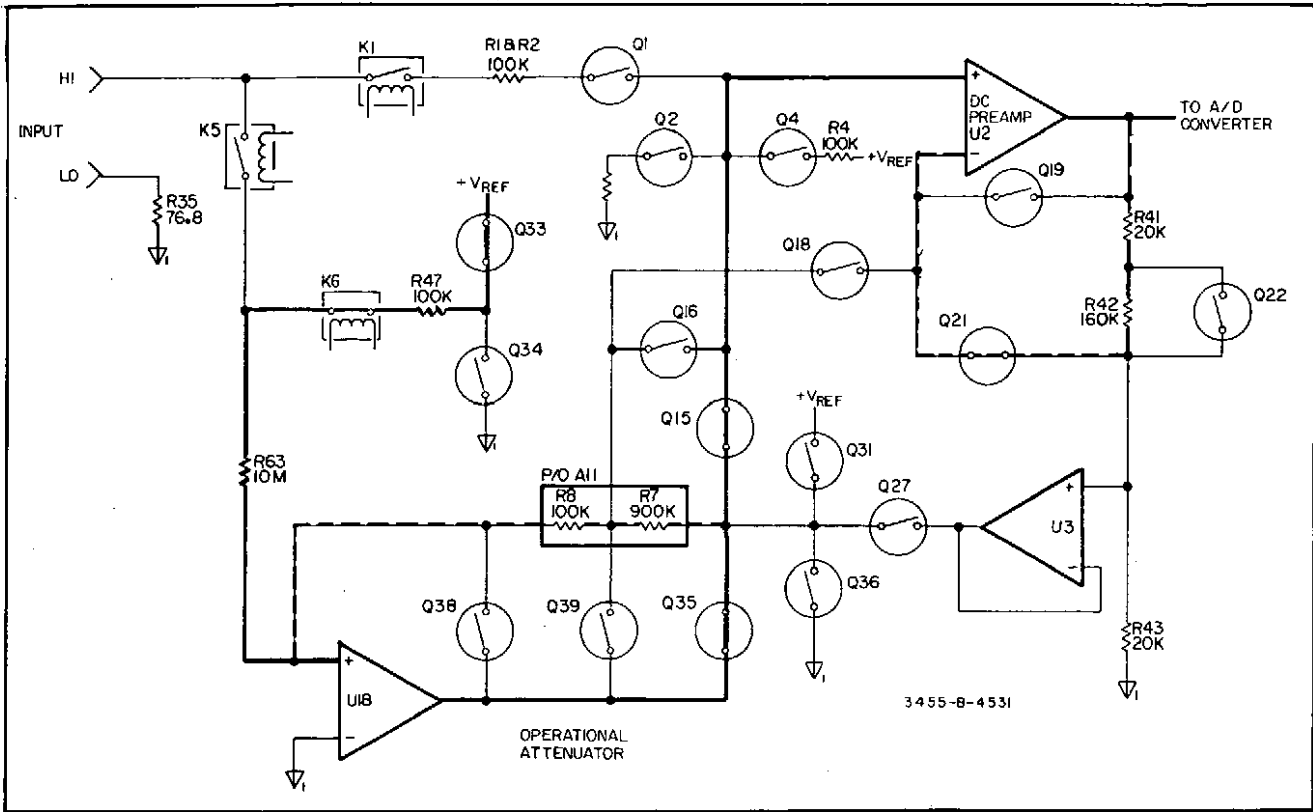 HI
INPUT
LO
R35
76.8
K1
R1&R2
100K
Q1
K5
Q2
Q4
R4
100K
+VREF
+
DC
PREAMP
U2
−
TO A/D
CONVERTER
Q19
R41
20K
+VREF
Q33
Q18
K6
R47
100K
Q34
Q16
Q21
R42
160K
Q22
Q15
+VREF
Q31
R63
10M
P/O A11
R8
100K
R7
900K
Q27
+
U3
−
Q38
Q39
Q35
Q36
R43
20K
+
U18
−
OPERATIONAL
ATTENUATOR
3455-B-4531